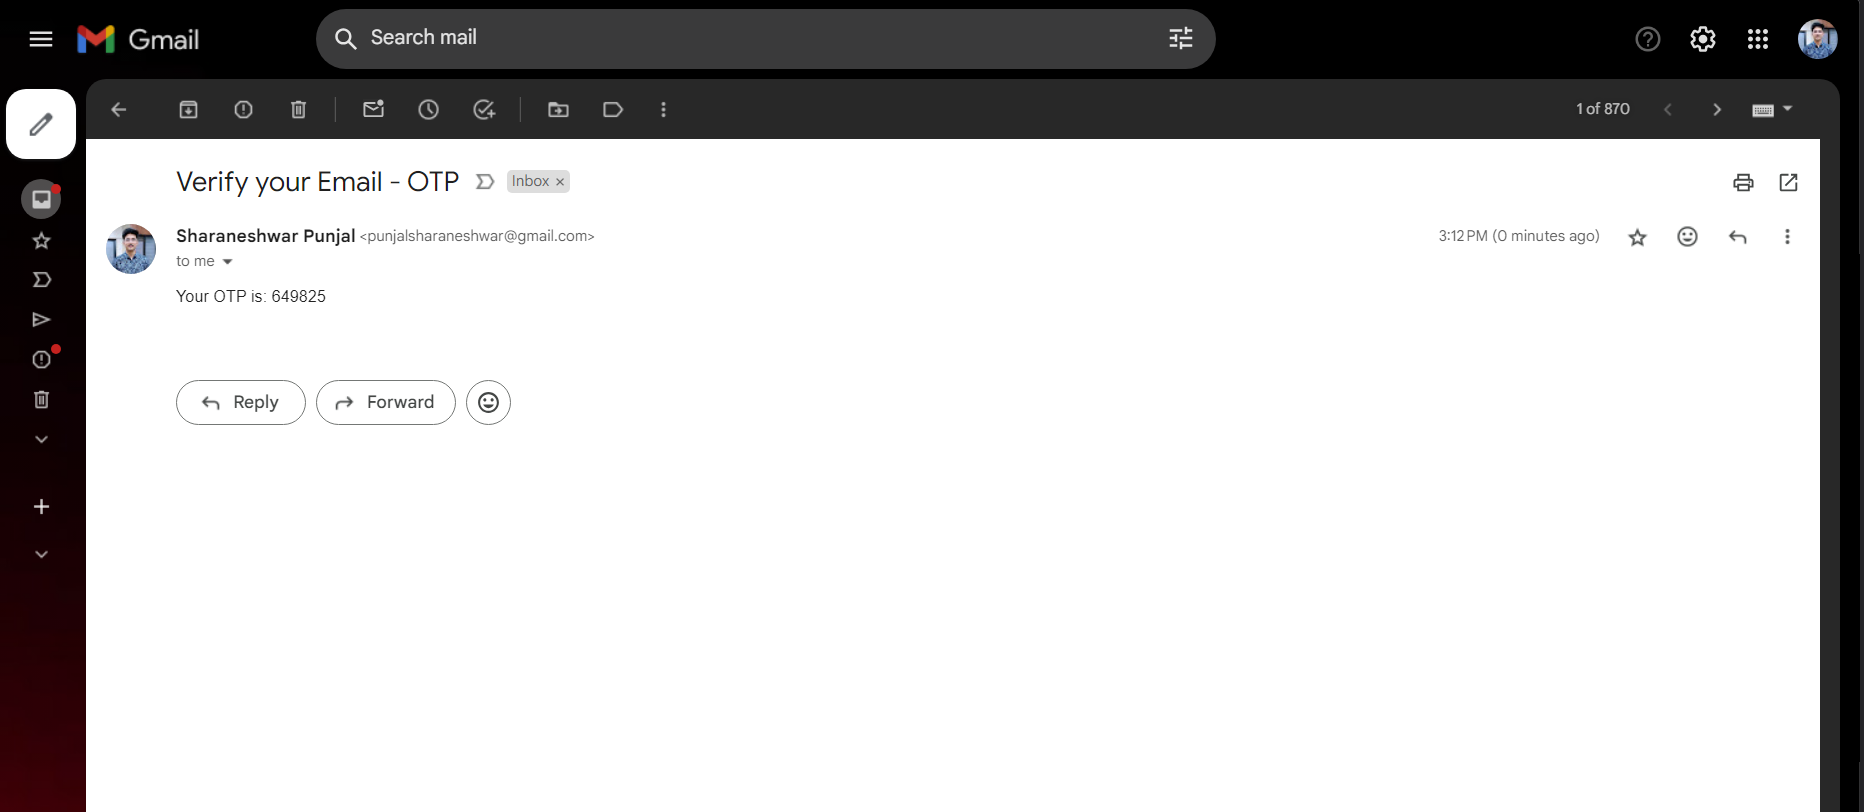 Gmail
Search mail
1 of 870
Verify your Email - OTP
Inbox ×
Sharaneshwar Punjal <punjalsharaneshwar@gmail.com>
3:12 PM (0 minutes ago)
to me
Your OTP is: 649825
Reply
Forward